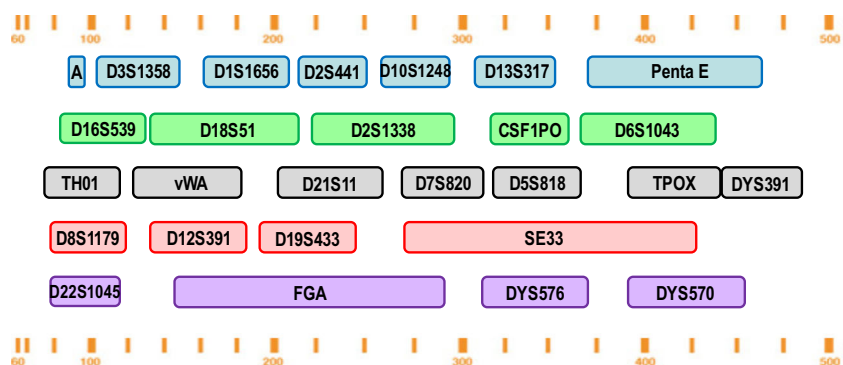 60 100 200 300 400 500
A D3S1358 D1S1656 D2S441 D10S1248 D13S317 Penta E
D16S539 D18S51 D2S1338 CSF1PO D6S1043
TH01 vWA D21S11 D7S820 D5S818 TPOX DYS391
D8S1179 D12S391 D19S433 SE33
D22S1045 FGA DYS576 DYS570
60 100 200 300 400 500